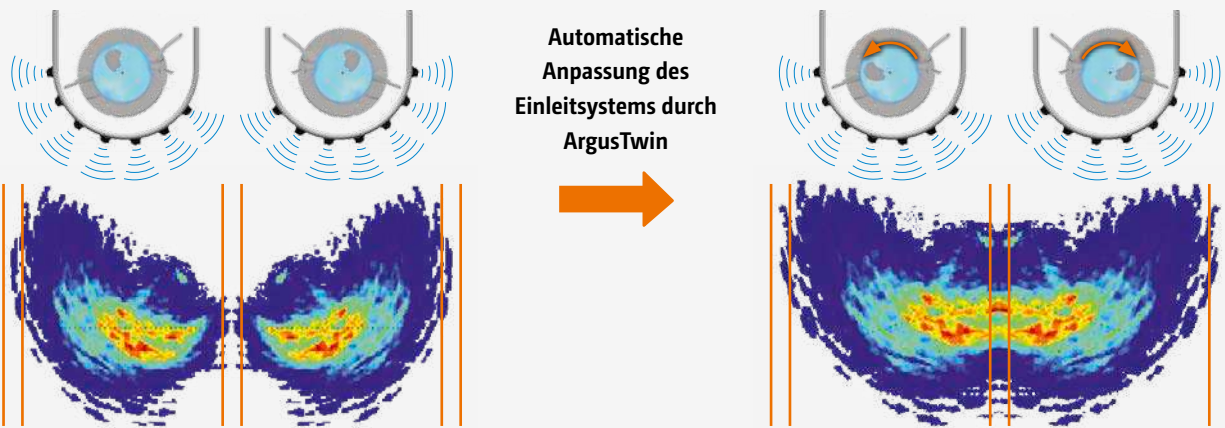 Automatische
Anpassung des
Einleitsystems durch
ArgusTwin